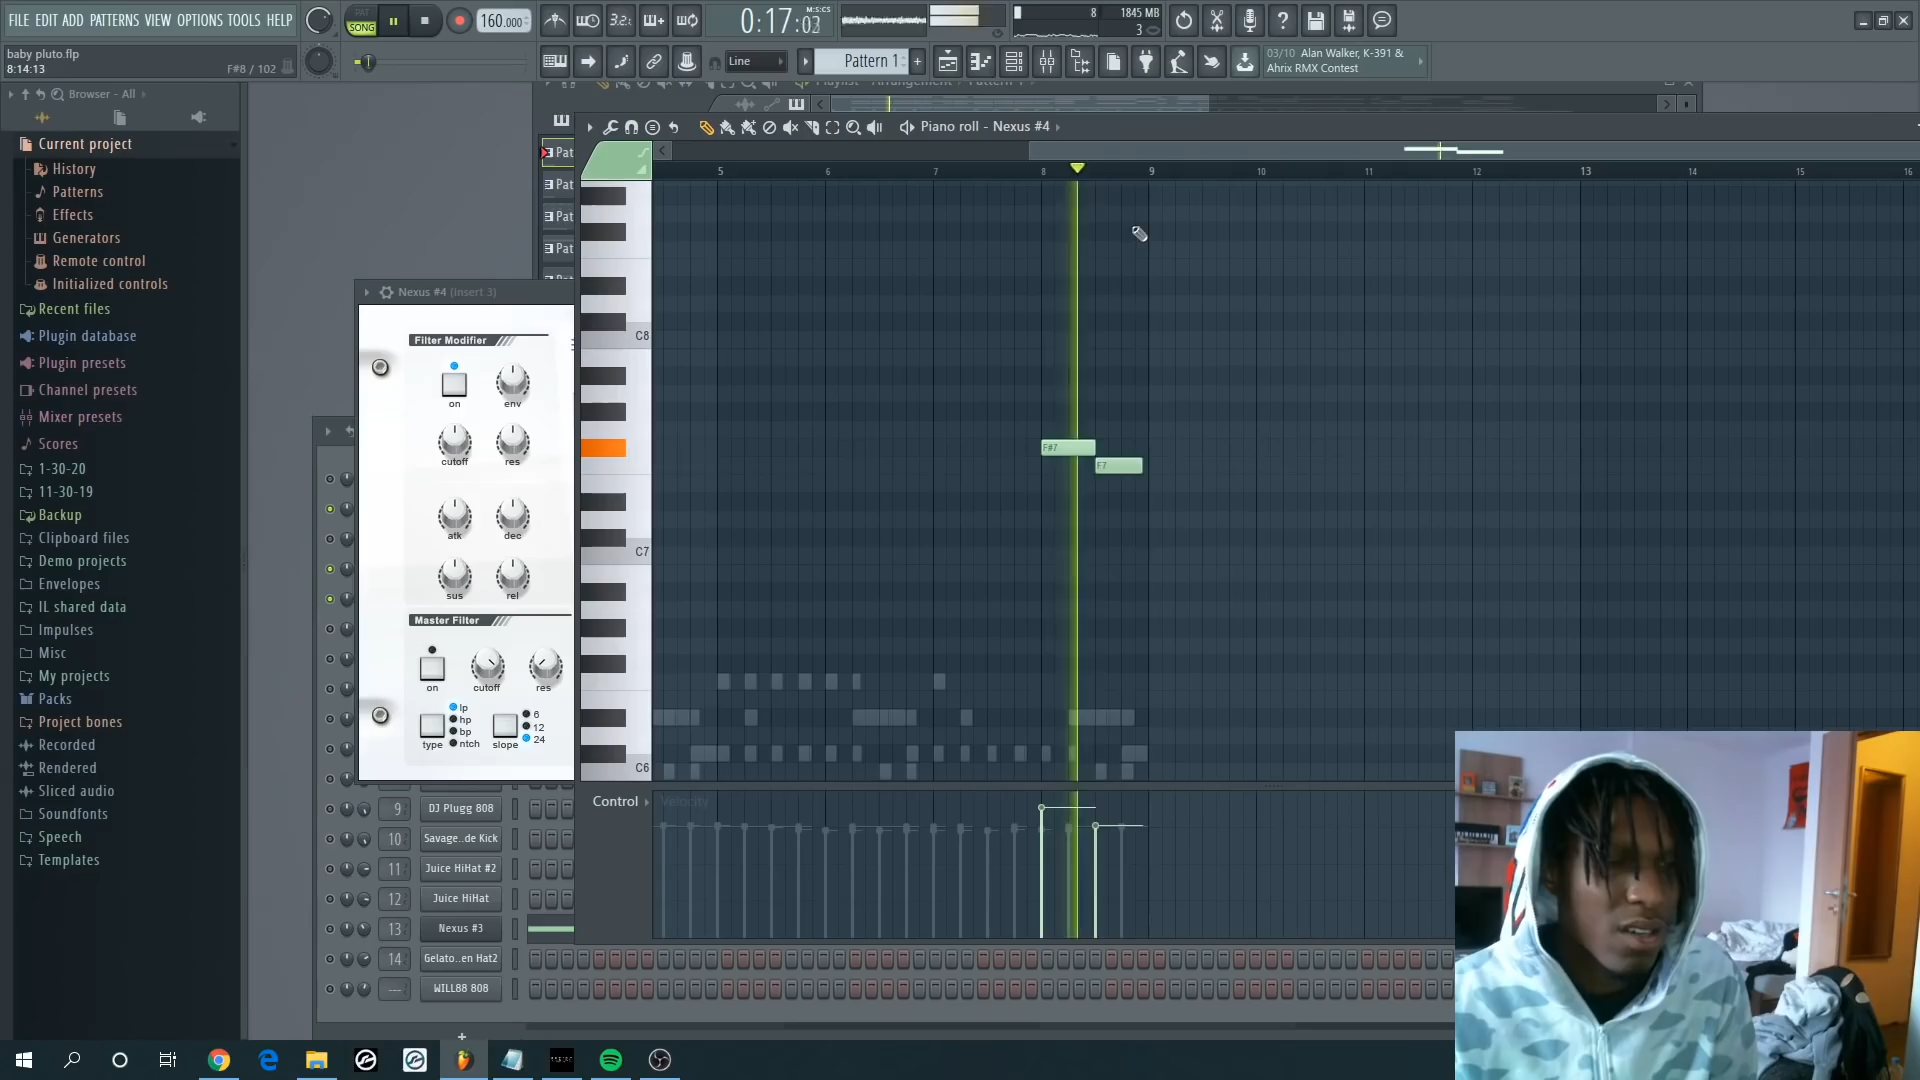 FILE EDIT ADD PATTERNS VIEW OPTIONS TOOLS HELP
PAT
SONG
160.000
3.2.
0:17:02
M:S:CS
8
1845 MB
3
baby pluto.flp
8:14:13
F#8 / 102
Line
Pattern 1
03/10 Alan Walker, K-391 &
Ahrix RMX Contest
Browser - All
Current project
History
Patterns
Effects
Generators
Remote control
Initialized controls
Recent files
Plugin database
Plugin presets
Channel presets
Mixer presets
Scores
1-30-20
11-30-19
Backup
Clipboard files
Demo projects
Envelopes
IL shared data
Impulses
Misc
My projects
Packs
Project bones
Recorded
Rendered
Sliced audio
Soundfonts
Speech
Templates
Pat
Pat
Pat
Pat
Piano roll - Nexus #4
5
6
7
8
9
10
11
12
13
14
15
16
C8
F#7
F7
C7
C6
Control
Velocity
Nexus #4 (Insert 3)
Filter Modifier
on
env
cutoff
res
atk
dec
sus
rel
Master Filter
on
cutoff
res
lp
hp
bp
ntch
type
slope
6
12
24
9
DJ Plugg 808
10
Savage..de Kick
11
Juice HiHat #2
12
Juice HiHat
13
Nexus #3
14
Gelato..en Hat2
---
WILL88 808